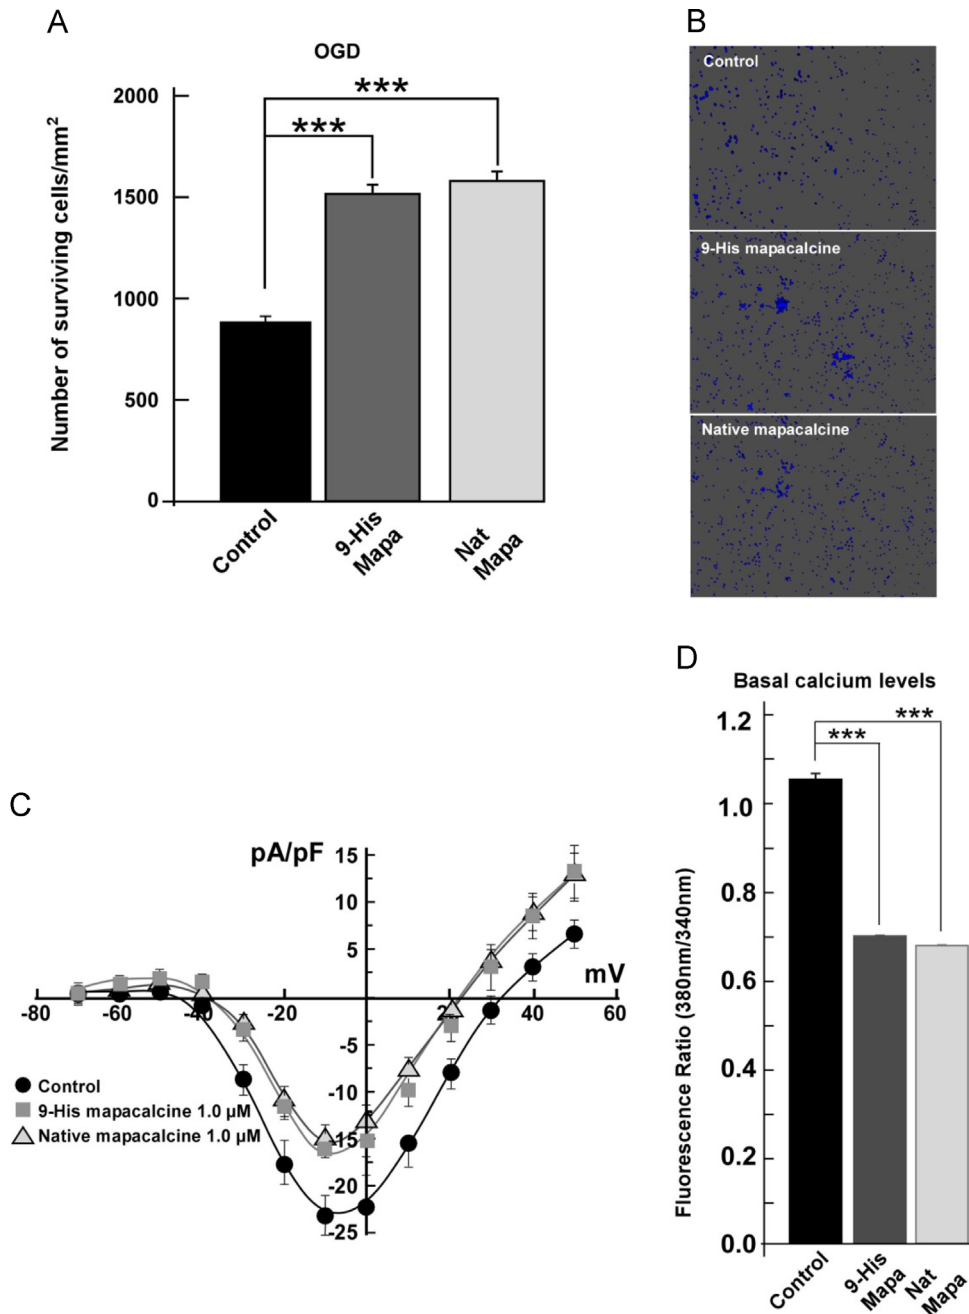 A
OGD
***
***
Number of surviving cells/mm2
2000
1500
1000
500
0
Control
9-His
Mapa
Nat
Mapa
B
Control
9-His mapacalcine
Native mapacalcine
C
pA/pF
mV
15
10
5
-5
-10
-15
-20
-25
-80
-60
-40
-20
20
40
60
Control
9-His mapacalcine 1.0 µM
Native mapacalcine 1.0 µM
D
Basal calcium levels
***
***
Fluorescence Ratio (380nm/340nm)
1.2
1.0
0.8
0.6
0.4
0.2
0.0
Control
9-His
Mapa
Nat
Mapa